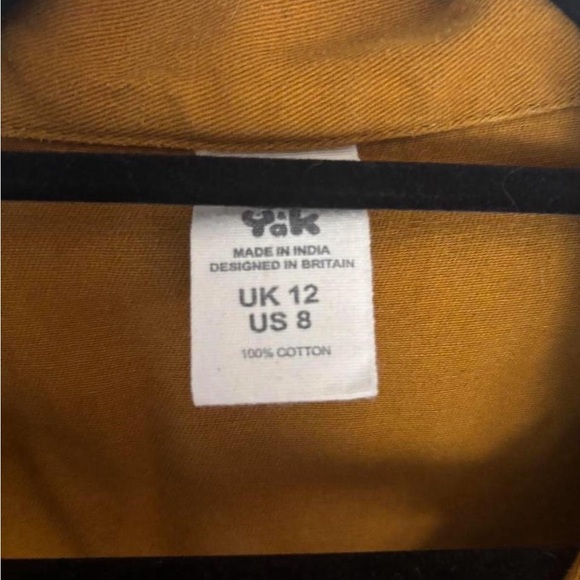 Yak
MADE IN INDIA
DESIGNED IN BRITAIN
UK 12
US 8
100% COTTON